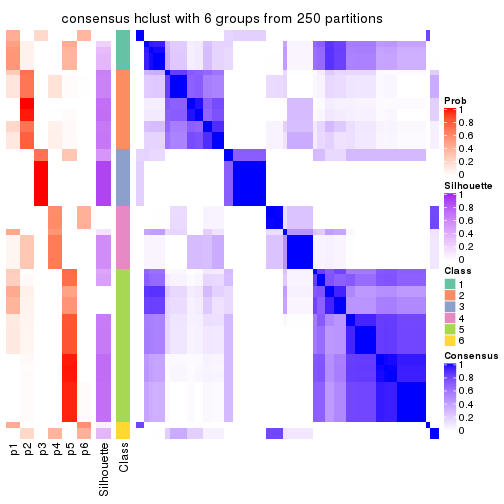 consensus hclust with 6 groups from 250 partitions
Prob
1
0.8
0.6
0.4
0.2
0
Silhouette
1
0.8
0.6
0.4
0.2
0
Class
1
2
3
4
5
6
Consensus
1
0.8
0.6
0.4
0.2
0
p1
p2
p3
p4
p5
p6
Silhouette
Class